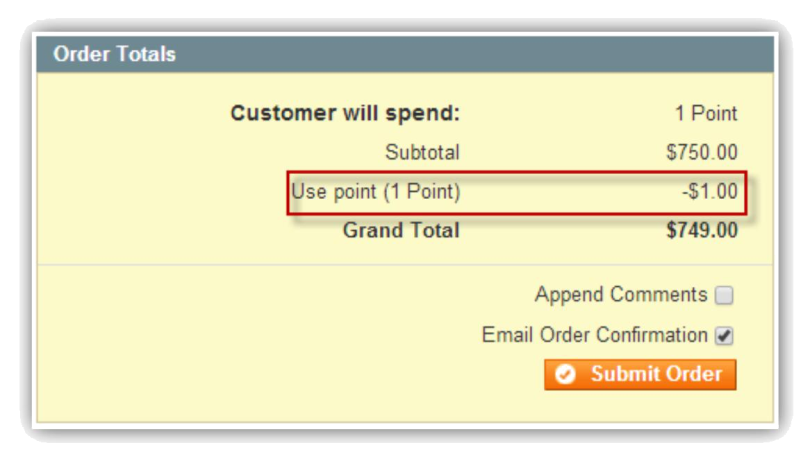 Order Totals
Customer will spend: 1 Point
Subtotal $750.00
Use point (1 Point) -$1.00
Grand Total $749.00
Append Comments
Email Order Confirmation
Submit Order